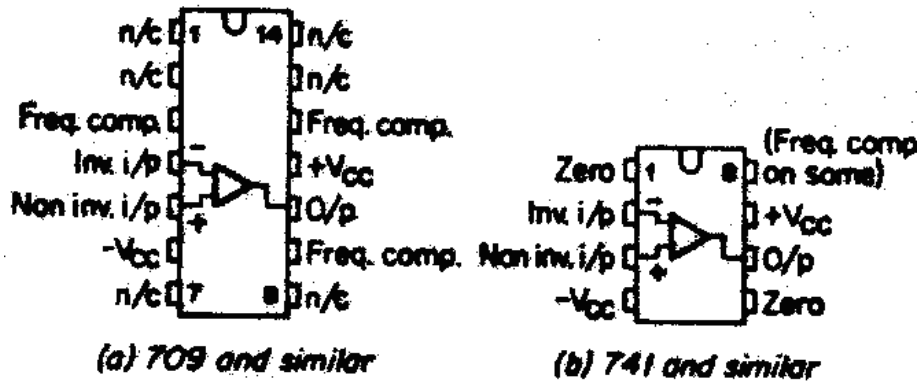 n/c 1 14 n/c
n/c n/c
Freq. comp. Freq. comp.
Inv. i/p - +VCC
Non inv. i/p + O/p
-VCC Freq. comp.
n/c 7 8 n/c
(a) 709 and similar
Zero 1 8 (Freq. comp
on some)
Inv. i/p - +VCC
Non inv. i/p + O/p
-VCC Zero
(b) 741 and similar